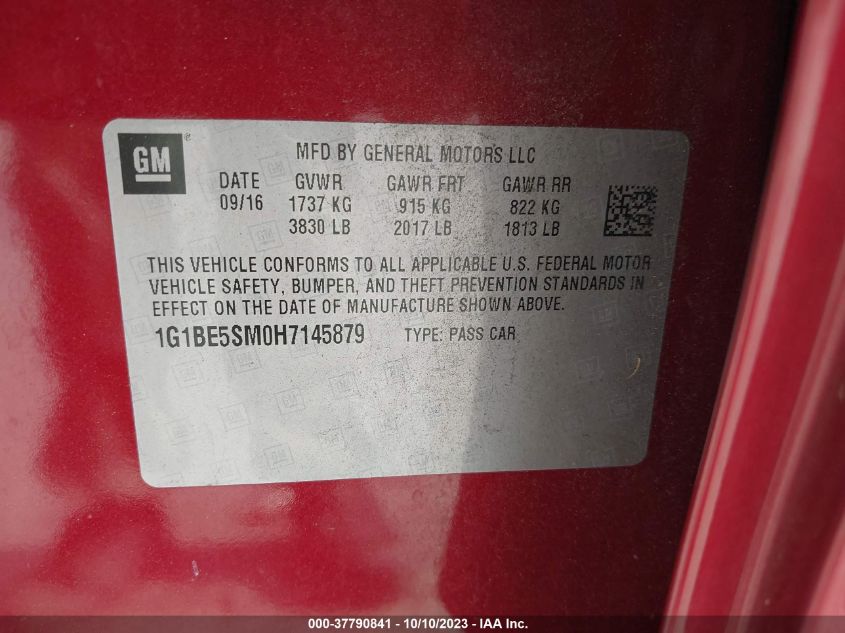 GM
®
MFD BY GENERAL MOTORS LLC
DATE GVWR GAWR FRT GAWR RR
09/16 1737 KG 915 KG 822 KG
3830 LB 2017 LB 1813 LB
THIS VEHICLE CONFORMS TO ALL APPLICABLE U.S. FEDERAL MOTOR
VEHICLE SAFETY, BUMPER, AND THEFT PREVENTION STANDARDS IN
EFFECT ON THE DATE OF MANUFACTURE SHOWN ABOVE.
1G1BE5SM0H7145879 TYPE: PASS CAR
000-37790841 - 10/10/2023 - IAA Inc.